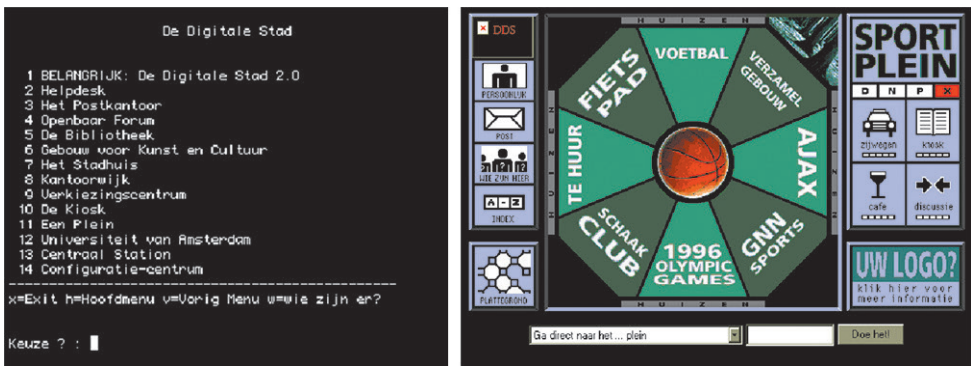 De Digitale Stad
1 BELANGRIJK: De Digitale Stad 2.0
2 Helpdesk
3 Het Postkantoor
4 Openbaar Forum
5 De Bibliotheek
6 Gebouw voor Kunst en Cultuur
7 Het Stadhuis
8 Kantoorwijk
9 Verkiezingscentrum
10 De Kiosk
11 Een Plein
12 Universiteit van Amsterdam
13 Centraal Station
14 Configuratie-centrum
x=Exit h=Hoofdmenu v=Vorig Menu w=wie zijn er?
Keuze ? :
DDS
PERSOONLIJK
POST
WIE ZIJN HIER
A-Z
INDEX
PLATTEGROND
HUIZEN
HUIZEN
HUIZEN
HUIZEN
VOETBAL
VERZAMEL
GEBOUW
AJAX
GNN
SPORTS
1996
OLYMPIC
GAMES
SCHAAK
CLUB
TE HUUR
FIETS
PAD
SPORT
PLEIN
D N P X
zijwegen
kiosk
cafe
discussie
UW LOGO?
klik hier voor
meer informatie
Ga direct naar het ... plein
Doe het!